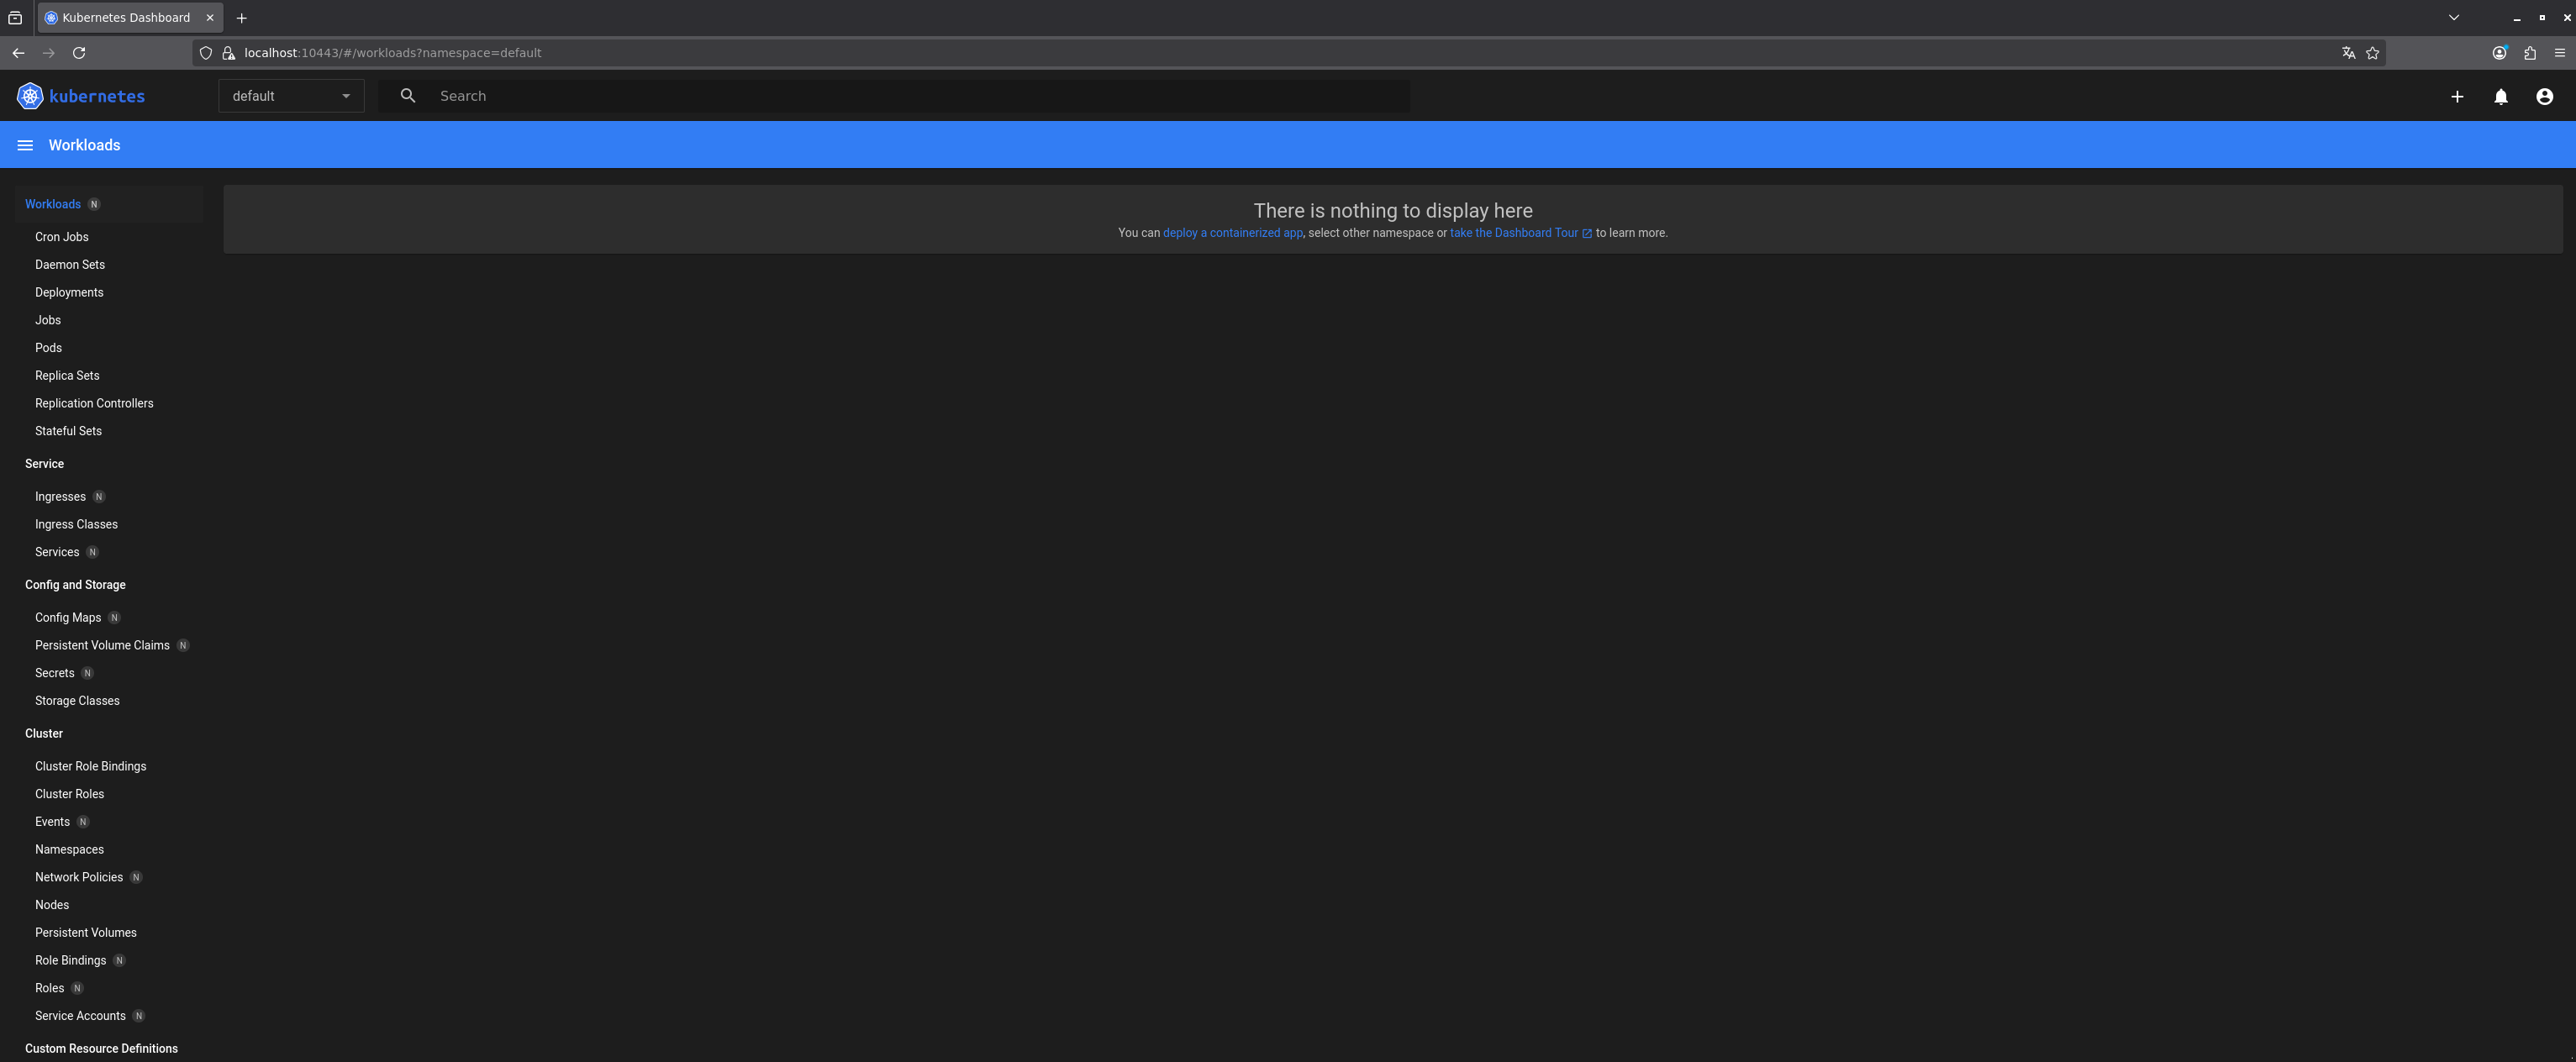 Kubernetes Dashboard
localhost:10443/#/workloads?namespace=default
kubernetes
default
Search
Workloads
Workloads N
Cron Jobs
Daemon Sets
Deployments
Jobs
Pods
Replica Sets
Replication Controllers
Stateful Sets
Service
Ingresses N
Ingress Classes
Services N
Config and Storage
Config Maps N
Persistent Volume Claims N
Secrets N
Storage Classes
Cluster
Cluster Role Bindings
Cluster Roles
Events N
Namespaces
Network Policies N
Nodes
Persistent Volumes
Role Bindings N
Roles N
Service Accounts N
Custom Resource Definitions
There is nothing to display here
You can deploy a containerized app, select other namespace or take the Dashboard Tour to learn more.